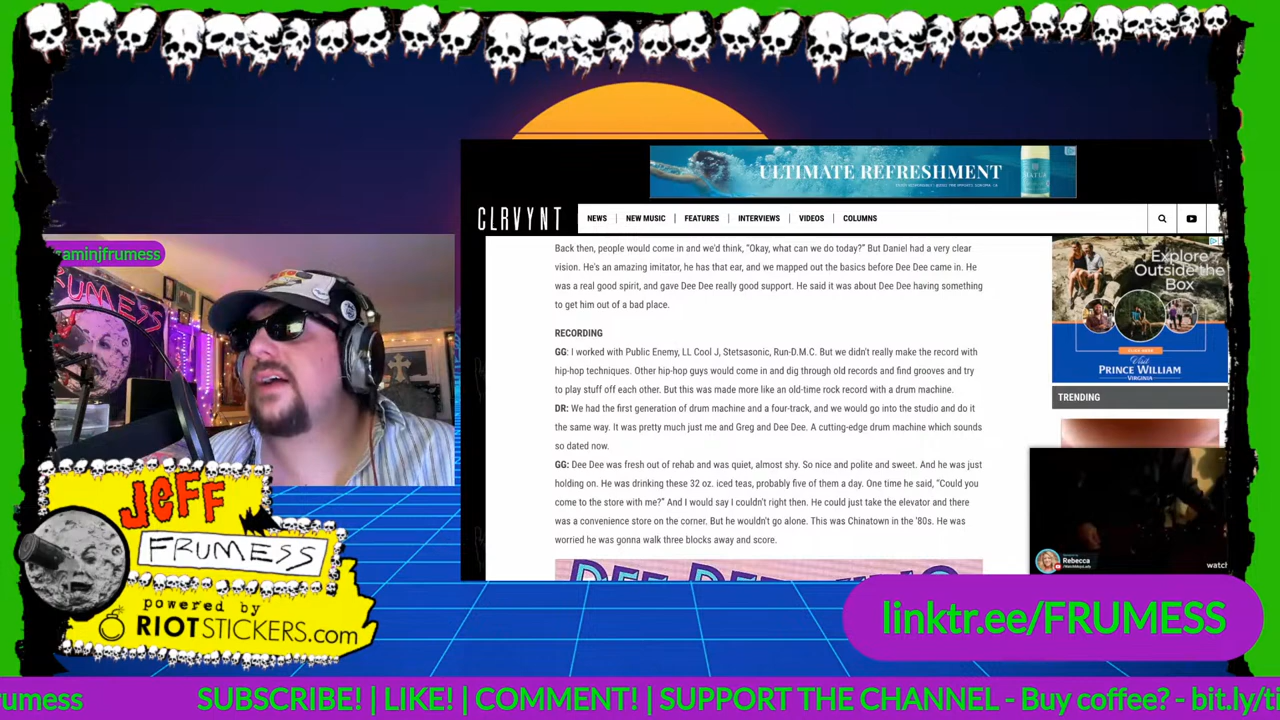 ULTIMATE REFRESHMENT
MATUA
CLRVYNT
NEWS | NEW MUSIC | FEATURES | INTERVIEWS | VIDEOS | COLUMNS
aminjfrumess
FRUMESS
Back then, people would come in and we'd think, “Okay, what can we do today?” But Daniel had a very clear
vision. He's an amazing imitator, he has that ear, and we mapped out the basics before Dee Dee came in. He
was a real good spirit, and gave Dee Dee really good support. He said it was about Dee Dee having something
to get him out of a bad place.
RECORDING
GG: I worked with Public Enemy, LL Cool J, Stetsasonic, Run-D.M.C. But we didn't really make the record with
hip-hop techniques. Other hip-hop guys would come in and dig through old records and find grooves and try
to play stuff off each other. But this was made more like an old-time rock record with a drum machine.
DR: We had the first generation of drum machine and a four-track, and we would go into the studio and do it
the same way. It was pretty much just me and Greg and Dee Dee. A cutting-edge drum machine which sounds
so dated now.
GG: Dee Dee was fresh out of rehab and was quiet, almost shy. So nice and polite and sweet. And he was just
holding on. He was drinking these 32 oz. iced teas, probably five of them a day. One time he said, “Could you
come to the store with me?” And I would say I couldn't right then. He could just take the elevator and there
was a convenience store on the corner. But he wouldn't go alone. This was Chinatown in the '80s. He was
worried he was gonna walk three blocks away and score.
Explore
Outside the
Box
Visit
PRINCE WILLIAM
VIRGINIA
TRENDING
Rebecca
watch
JEFF
FRUMESS
powered by
RIOTSTICKERS.com
linktr.ee/FRUMESS
rumess SUBSCRIBE! | LIKE! | COMMENT! | SUPPORT THE CHANNEL - Buy coffee? - bit.ly/ti